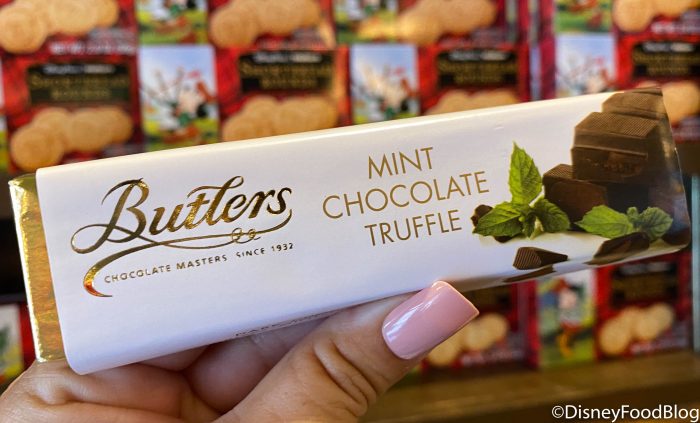 Butlers
CHOCOLATE MASTERS SINCE 1932
MINT
CHOCOLATE
TRUFFLE
©DisneyFoodBlog